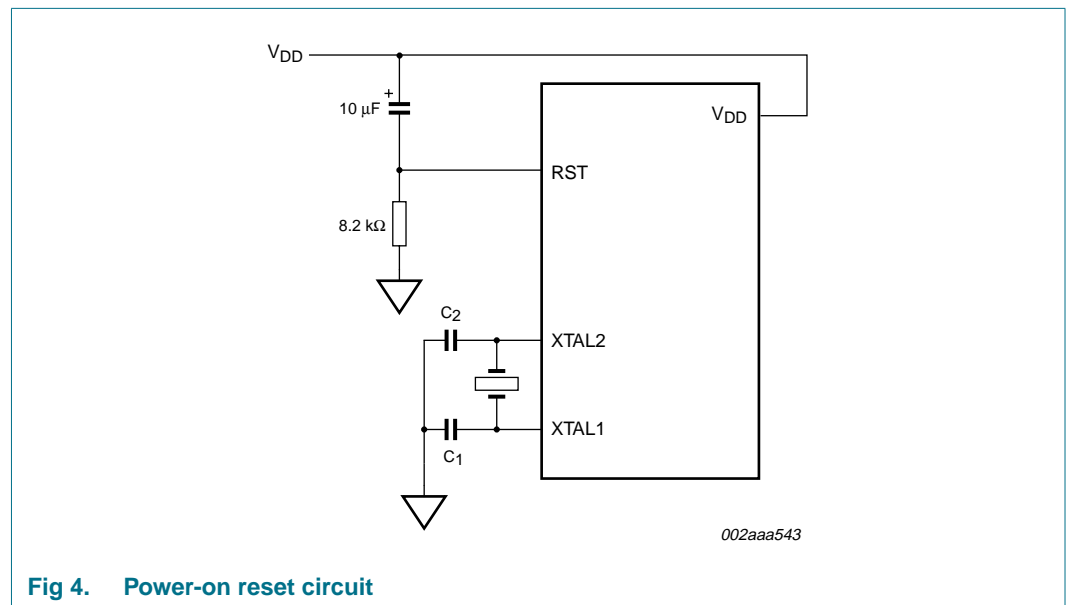 VDD
10 μF
+
VDD
RST
8.2 kΩ
C2
XTAL2
XTAL1
C1
002aaa543
Fig 4. Power-on reset circuit